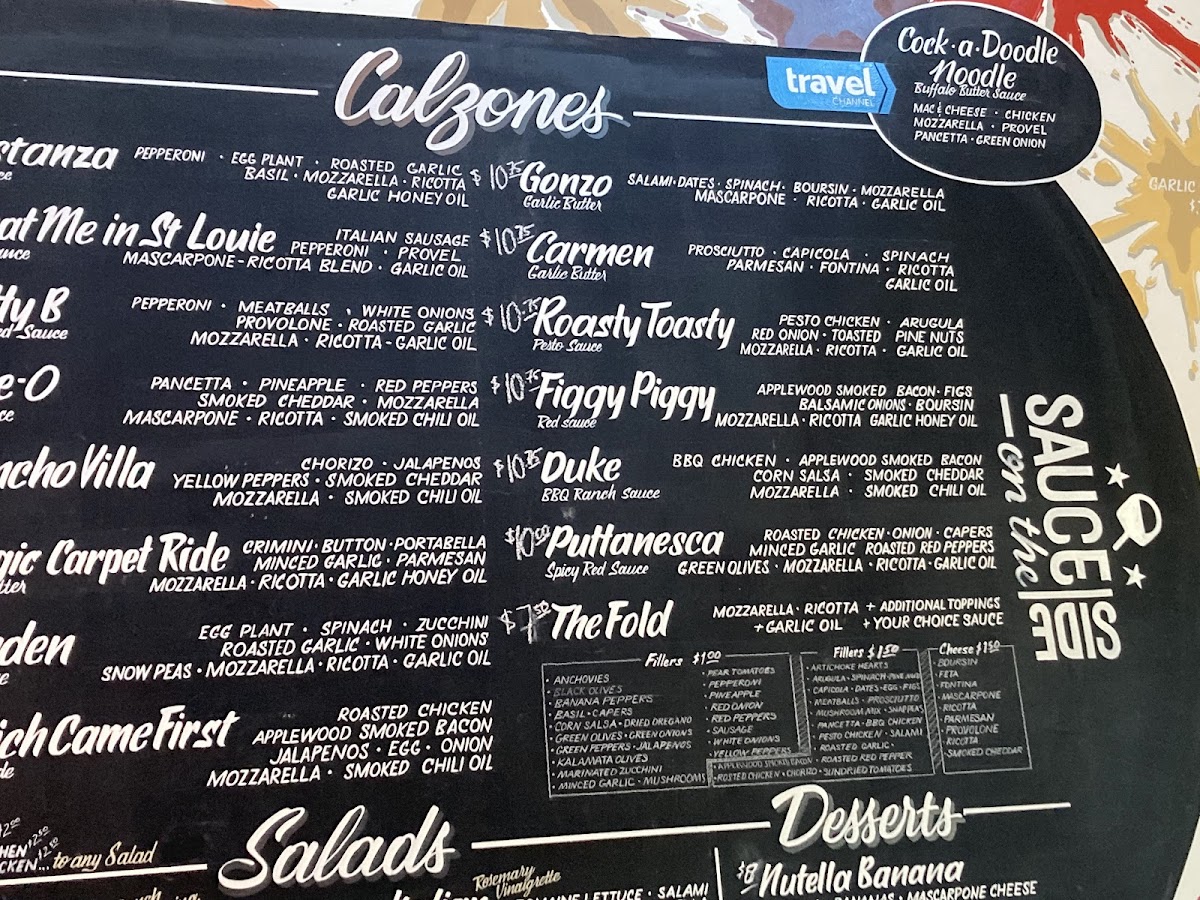 Calzones
travel
CHANNEL
Cock·a·Doodle
Noodle
Buffalo Butter Sauce
MAC & CHEESE · CHICKEN
MOZZARELLA · PROVEL
PANCETTA · GREEN ONION
stanza PEPPERONI · EGG PLANT · ROASTED GARLIC
BASIL · MOZZARELLA · RICOTTA
GARLIC HONEY OIL
at Me in St Louie ITALIAN SAUSAGE
PEPPERONI · PROVEL
MASCARPONE-RICOTTA BLEND · GARLIC OIL
ty B PEPPERONI · MEATBALLS · WHITE ONIONS
Sauce PROVOLONE · ROASTED GARLIC
MOZZARELLA · RICOTTA - GARLIC OIL
e-O PANCETTA · PINEAPPLE · RED PEPPERS
SMOKED CHEDDAR · MOZZARELLA
MASCARPONE · RICOTTA · SMOKED CHILI OIL
cho Villa CHORIZO · JALAPENOS
YELLOW PEPPERS · SMOKED CHEDDAR
MOZZARELLA · SMOKED CHILI OIL
gic Carpet Ride CRIMINI · BUTTON · PORTABELLA
MINCED GARLIC · PARMESAN
MOZZARELLA · RICOTTA · GARLIC HONEY OIL
den EGG PLANT · SPINACH · ZUCCHINI
ROASTED GARLIC · WHITE ONIONS
SNOW PEAS · MOZZARELLA · RICOTTA · GARLIC OIL
ich Came First ROASTED CHICKEN
APPLEWOOD SMOKED BACON
JALAPENOS · EGG · ONION
MOZZARELLA · SMOKED CHILI OIL
$10.75 Gonzo SALAMI · DATES · SPINACH · BOURSIN · MOZZARELLA
Garlic Butter MASCARPONE · RICOTTA · GARLIC OIL
$10.75 Carmen PROSCIUTTO · CAPICOLA · SPINACH
Garlic Butter PARMESAN · FONTINA · RICOTTA
GARLIC OIL
$10.75 Roasty Toasty PESTO CHICKEN · ARUGULA
Pesto Sauce RED ONION · TOASTED PINE NUTS
MOZZARELLA · RICOTTA · GARLIC OIL
$10.75 Figgy Piggy APPLEWOOD SMOKED BACON · FIGS
Red sauce BALSAMIC ONIONS · BOURSIN
MOZZARELLA · RICOTTA GARLIC HONEY OIL
$10.75 Duke BBQ CHICKEN · APPLEWOOD SMOKED BACON
BBQ Ranch Sauce CORN SALSA · SMOKED CHEDDAR
MOZZARELLA · SMOKED CHILI OIL
$10.00 Puttanesca ROASTED CHICKEN · ONION · CAPERS
Spicy Red Sauce MINCED GARLIC ROASTED RED PEPPERS
GREEN OLIVES · MOZZARELLA · RICOTTA · GARLIC OIL
$7.50 The Fold MOZZARELLA · RICOTTA + ADDITIONAL TOPPINGS
+ GARLIC OIL + YOUR CHOICE SAUCE
Fillers $1.00
· ANCHOVIES
· BLACK OLIVES
· BANANA PEPPERS
· BASIL · CAPERS
· CORN SALSA · DRIED OREGANO
· GREEN OLIVES · GREEN ONIONS
· GREEN PEPPERS · JALAPENOS
· KALAMATA OLIVES
· MARINATED ZUCCHINI
· MINCED GARLIC · MUSHROOMS
· PEAR TOMATOES
· PEPPERONI
· PINEAPPLE
· RED ONION
· RED PEPPERS
· SAUSAGE
· WHITE ONIONS
· YELLOW PEPPERS
Fillers $1.50
· ARTICHOKE HEARTS
· ARUGULA · SPINACH · PINE NUTS
· CAPICOLA · DATES · EGG · FIGS
· MEATBALLS · PROSCIUTTO
· PANCETTA · BBQ CHICKEN
· PESTO CHICKEN · SALAMI
· ROASTED GARLIC ·
· ROASTED RED PEPPER
· APPLEWOOD SMOKED BACON
· ROSTED CHICKEN · CHORIZO · SUNDRIED TOMATOES
Cheese $1.50
· BOURSIN
· FETA
· FONTINA
· MASCARPONE
· RICOTTA
· PARMESAN
· PROVOLONE
· RICOTTA
· SMOKED CHEDDAR
SAUCE
on the
SIDE
GARLIC
to any Salad
Salads
Rosemary
Vinaigrette
LETTUCE · SALAMI
Desserts
$8 Nutella Banana
BANANAS · MASCARPONE CHEESE